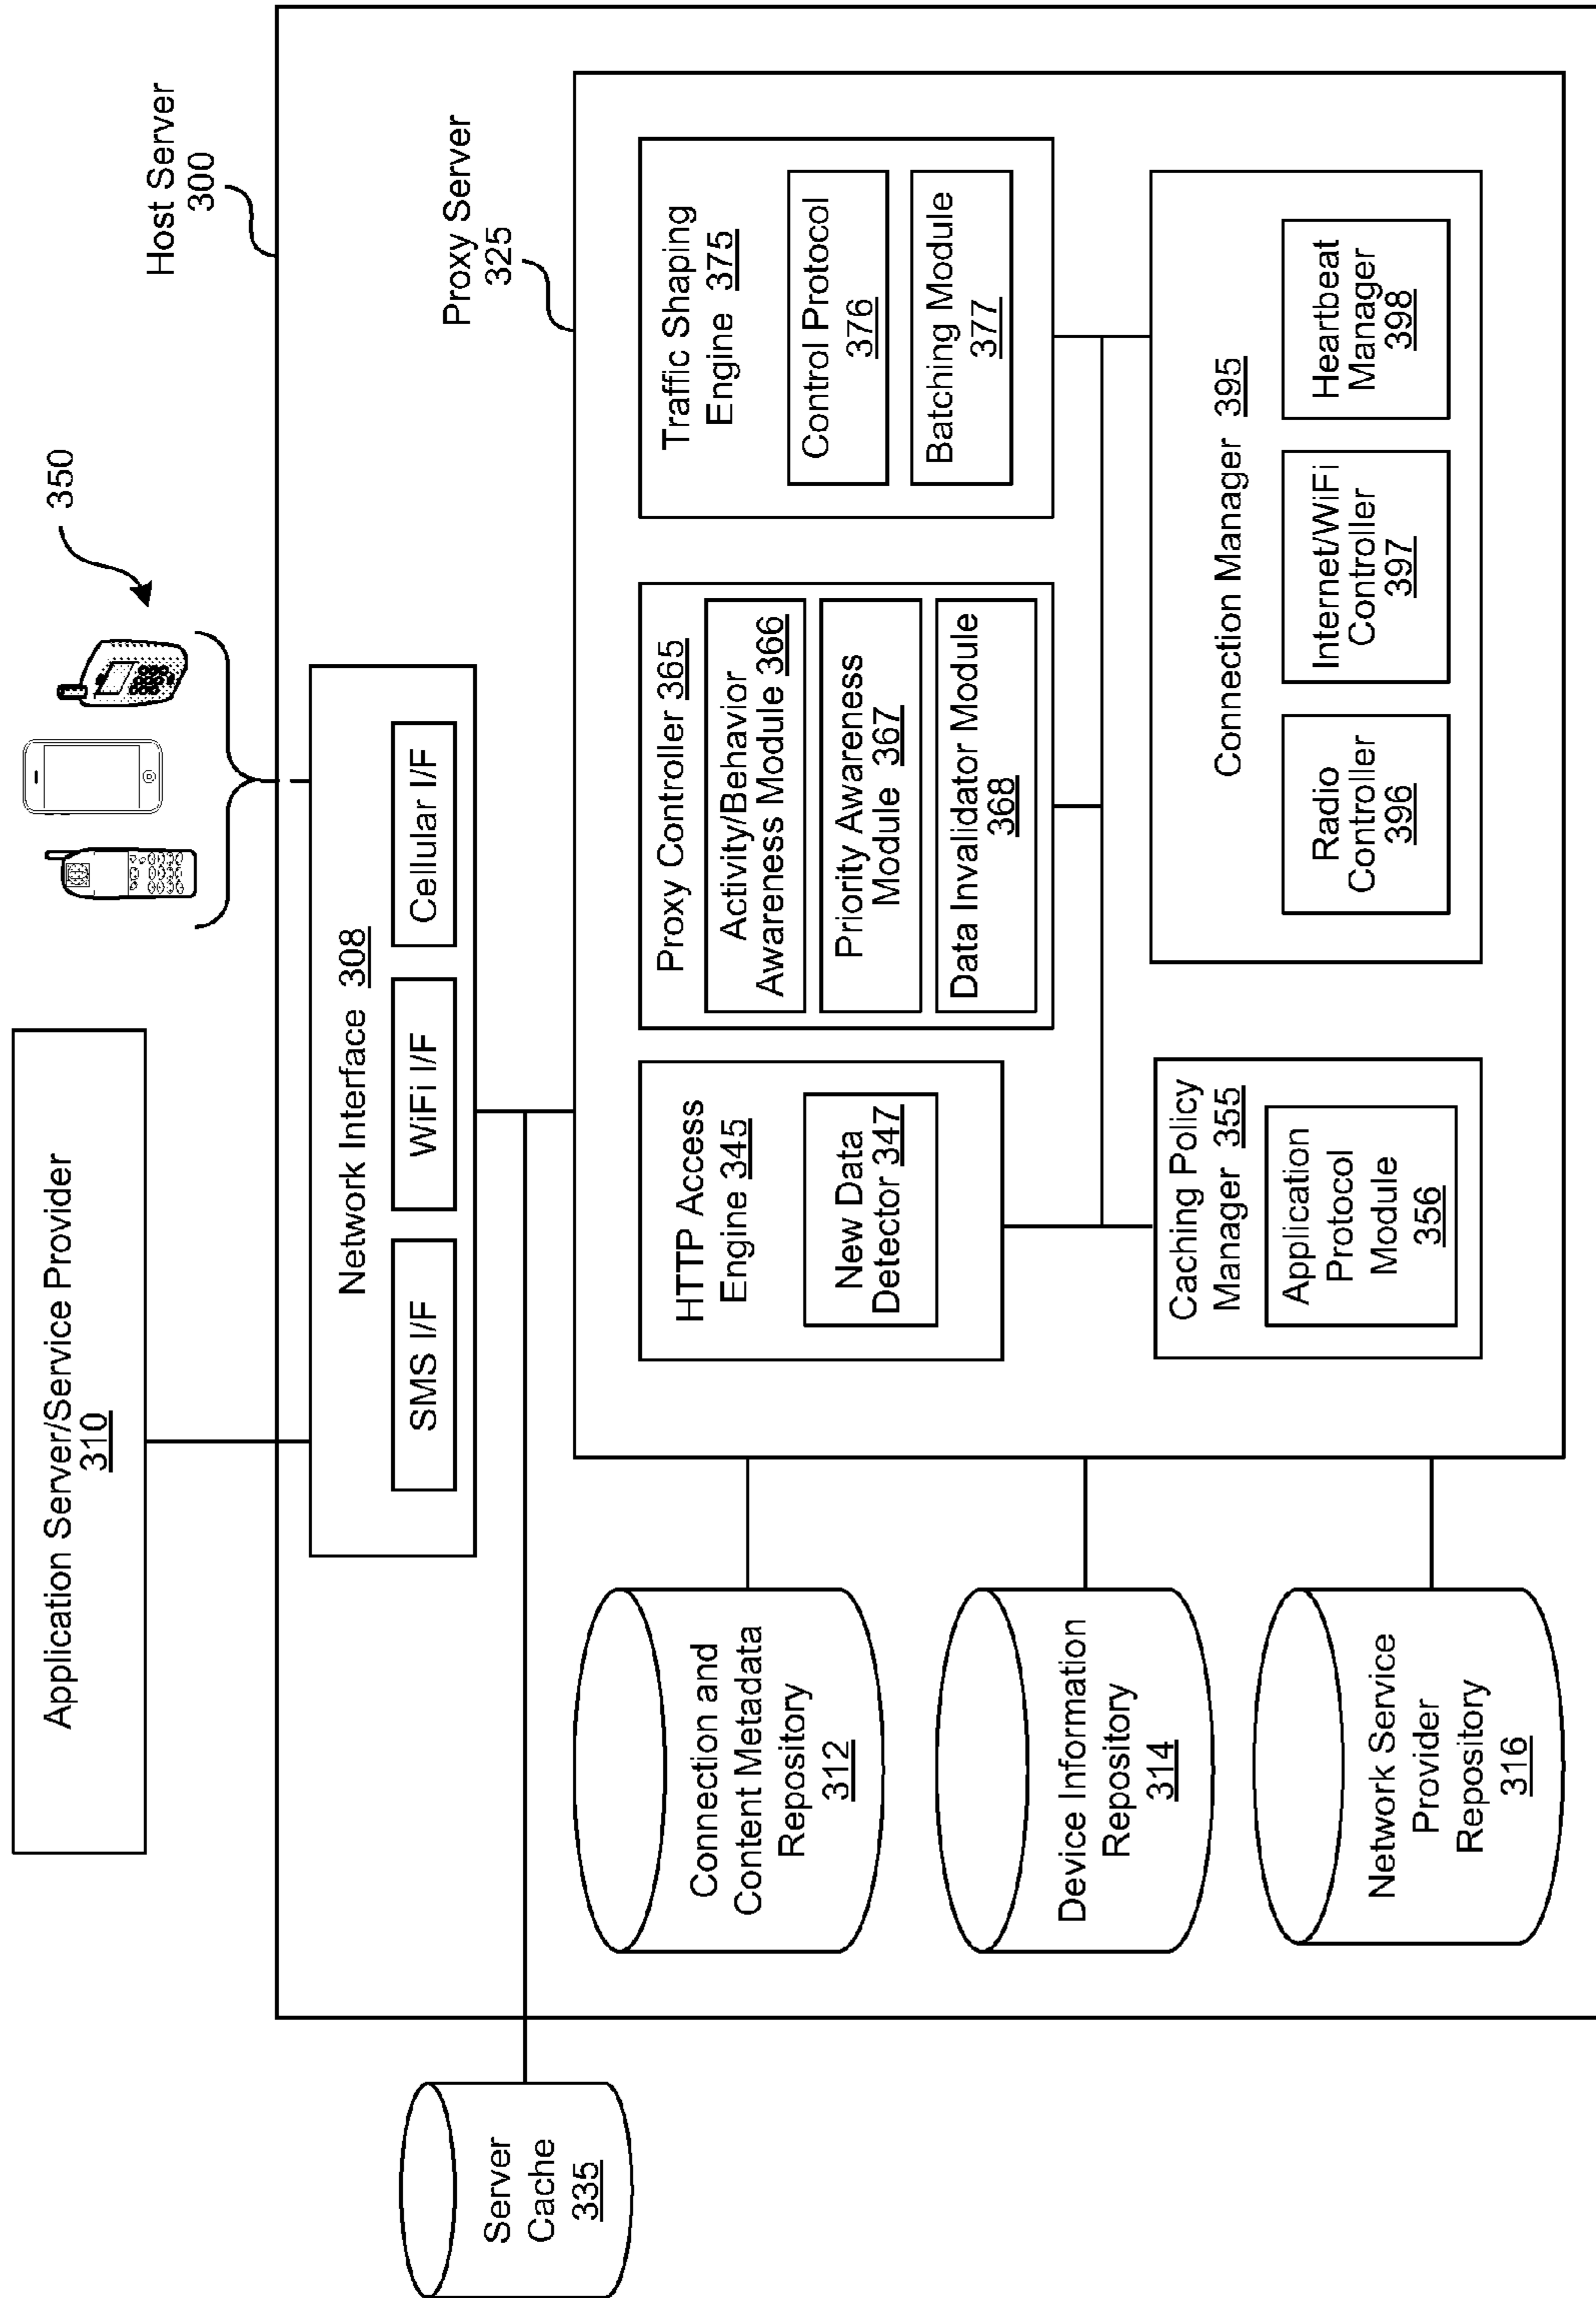 Application Server/Service Provider
310
350
Host Server
300
Network Interface 308
SMS I/F
WiFi I/F
Cellular I/F
Proxy Server
325
Server
Cache
335
Connection and
Content Metadata
Repository
312
Device Information
Repository
314
Network Service
Provider
Repository
316
HTTP Access
Engine 345
New Data
Detector 347
Proxy Controller 365
Activity/Behavior
Awareness Module 366
Priority Awareness
Module 367
Data Invalidator Module
368
Traffic Shaping
Engine 375
Control Protocol
376
Batching Module
377
Caching Policy
Manager 355
Application
Protocol
Module
356
Connection Manager 395
Radio
Controller
396
Internet/WiFi
Controller
397
Heartbeat
Manager
398